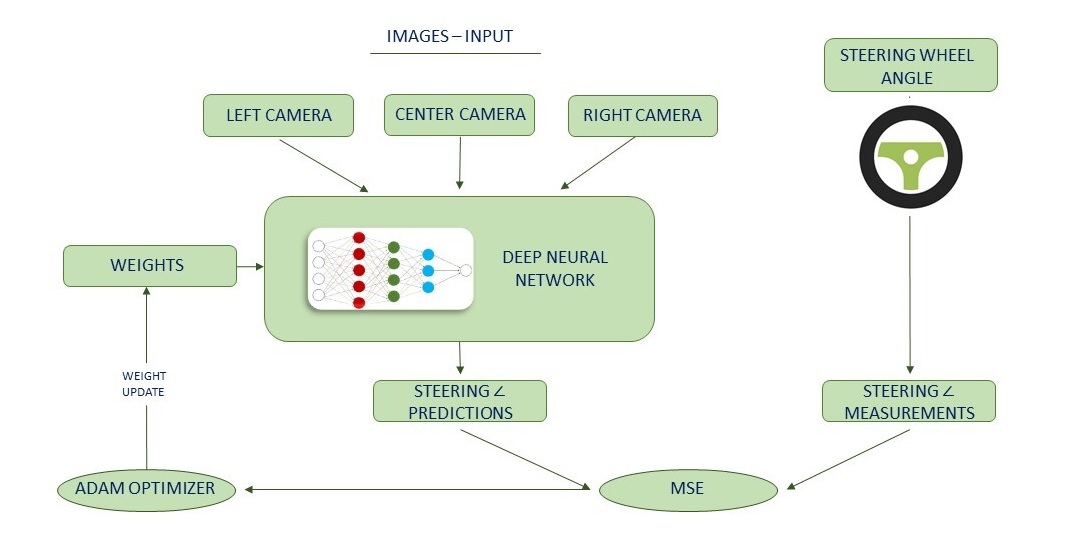 IMAGES – INPUT
STEERING WHEEL
ANGLE
LEFT CAMERA
CENTER CAMERA
RIGHT CAMERA
WEIGHTS
DEEP NEURAL
NETWORK
WEIGHT
UPDATE
STEERING ∠
PREDICTIONS
STEERING ∠
MEASUREMENTS
ADAM OPTIMIZER
MSE